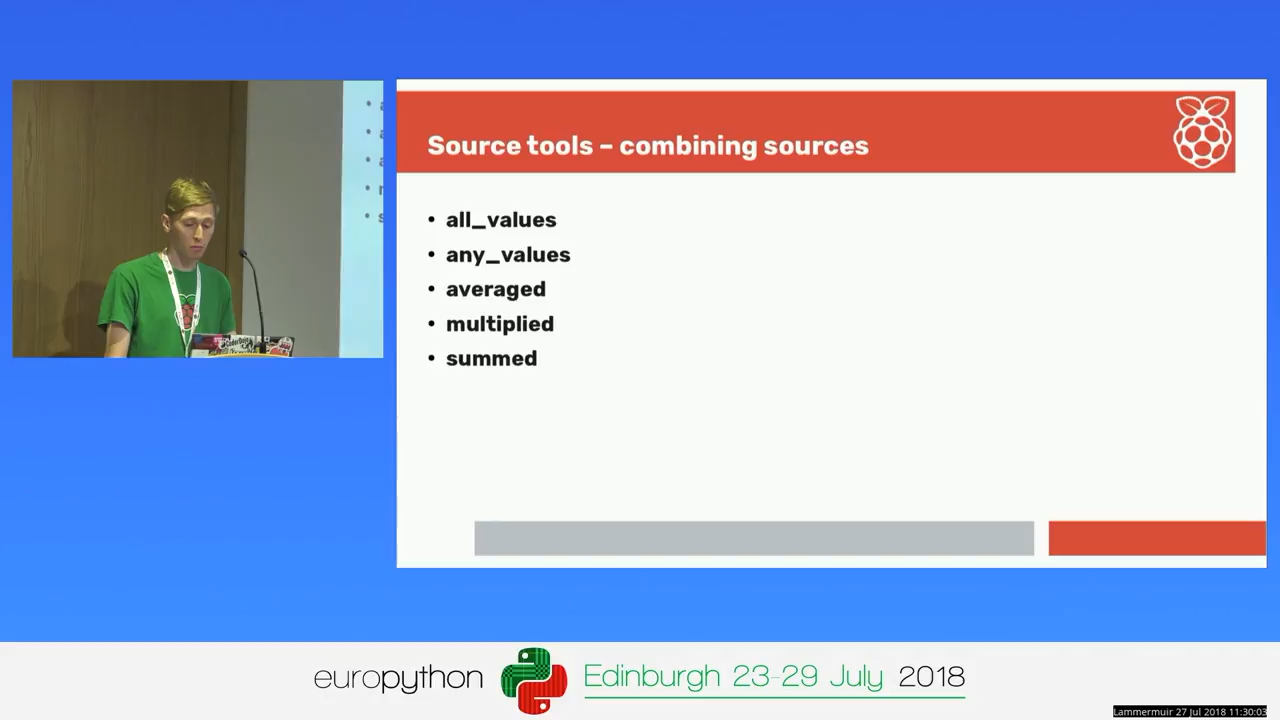 Source tools – combining sources
• all_values
• any_values
• averaged
• multiplied
• summed
europython
Edinburgh 23-29 July 2018
Lammermuir 27 Jul 2018 11:30:03